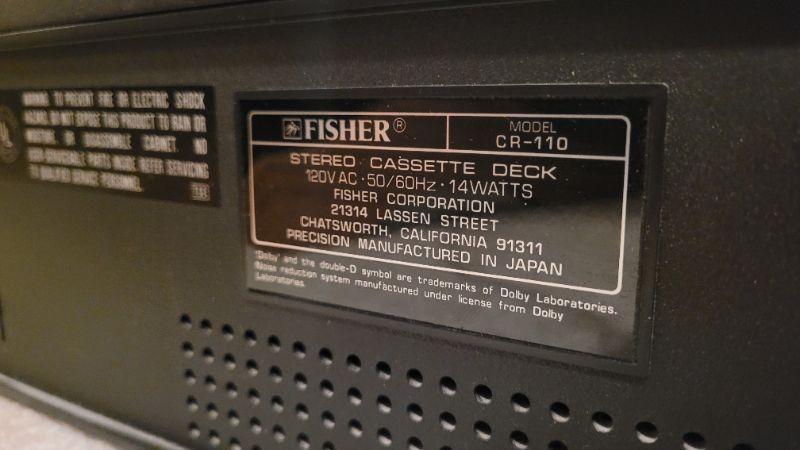 WARNING: TO PREVENT FIRE OR ELECTRIC SHOCK
HAZARD, DO NOT EXPOSE THIS PRODUCT TO RAIN OR
MOISTURE, OR DISASSEMBLE CABINET. NO
USER SERVICEABLE PARTS INSIDE. REFER SERVICING
TO QUALIFIED SERVICE PERSONNEL.
UL
FISHER®
MODEL
CR-110
STEREO CASSETTE DECK
120V AC · 50/60Hz · 14WATTS
FISHER CORPORATION
21314 LASSEN STREET
CHATSWORTH, CALIFORNIA 91311
PRECISION MANUFACTURED IN JAPAN
'Dolby' and the double-D symbol are trademarks of Dolby Laboratories.
Noise reduction system manufactured under license from Dolby
Laboratories.